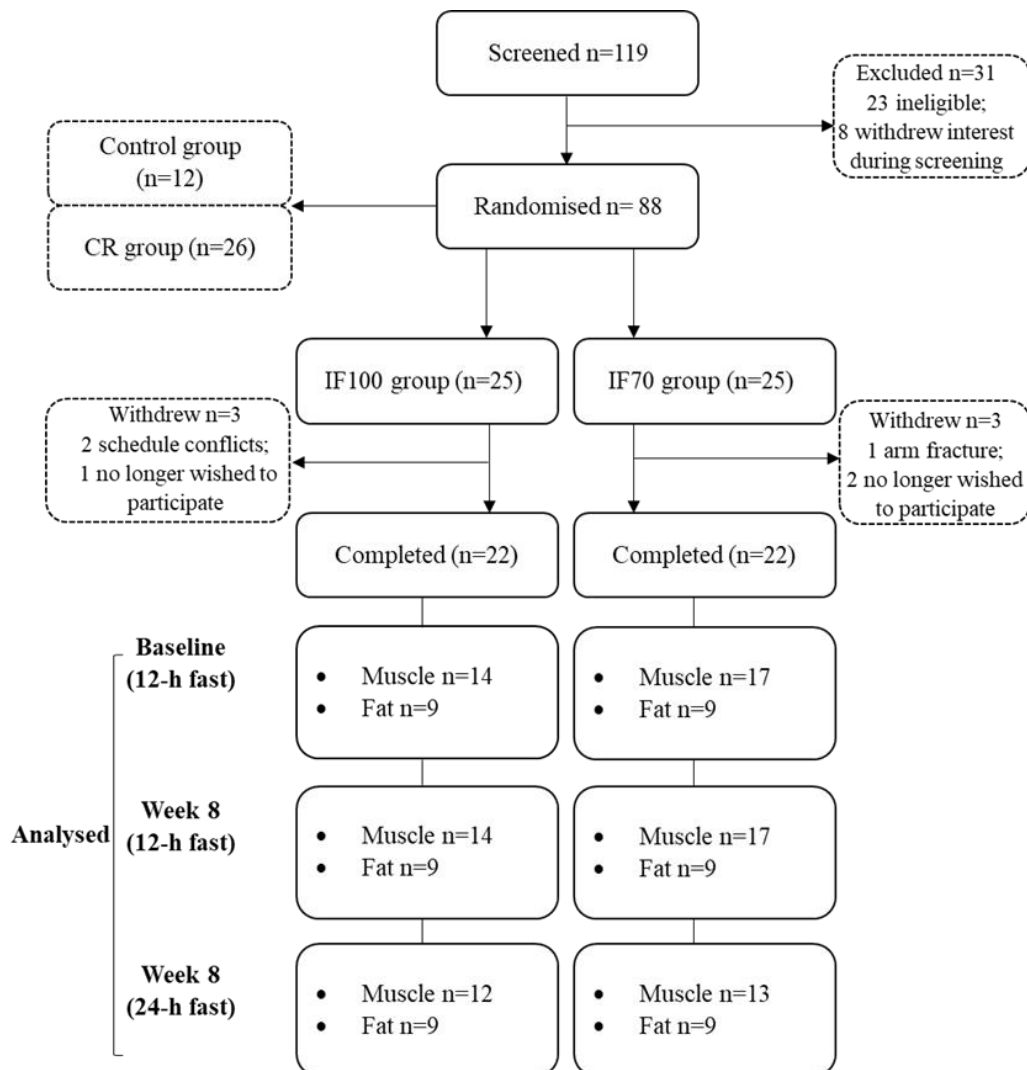 Screened n=119
Excluded n=31
23 ineligible;
8 withdrew interest
during screening
Control group
(n=12)
CR group (n=26)
Randomised n= 88
IF100 group (n=25)
IF70 group (n=25)
Withdrew n=3
2 schedule conflicts;
1 no longer wished to
participate
Withdrew n=3
1 arm fracture;
2 no longer wished
to participate
Completed (n=22)
Completed (n=22)
Analysed
Baseline
(12-h fast)
• Muscle n=14
• Fat n=9
• Muscle n=17
• Fat n=9
Week 8
(12-h fast)
• Muscle n=14
• Fat n=9
• Muscle n=17
• Fat n=9
Week 8
(24-h fast)
• Muscle n=12
• Fat n=9
• Muscle n=13
• Fat n=9